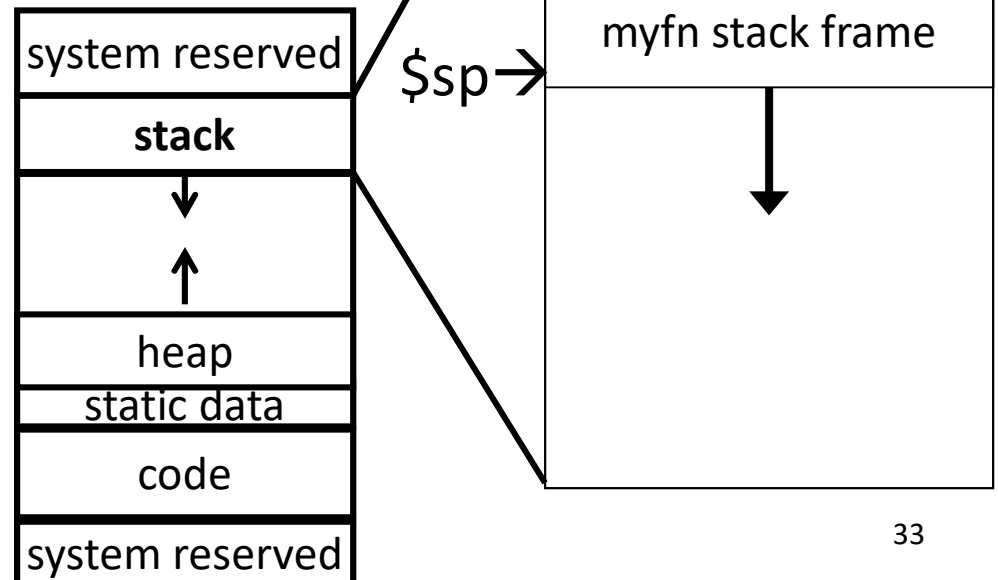 system reserved
stack
heap
static data
code
system reserved
$sp→
myfn stack frame
33